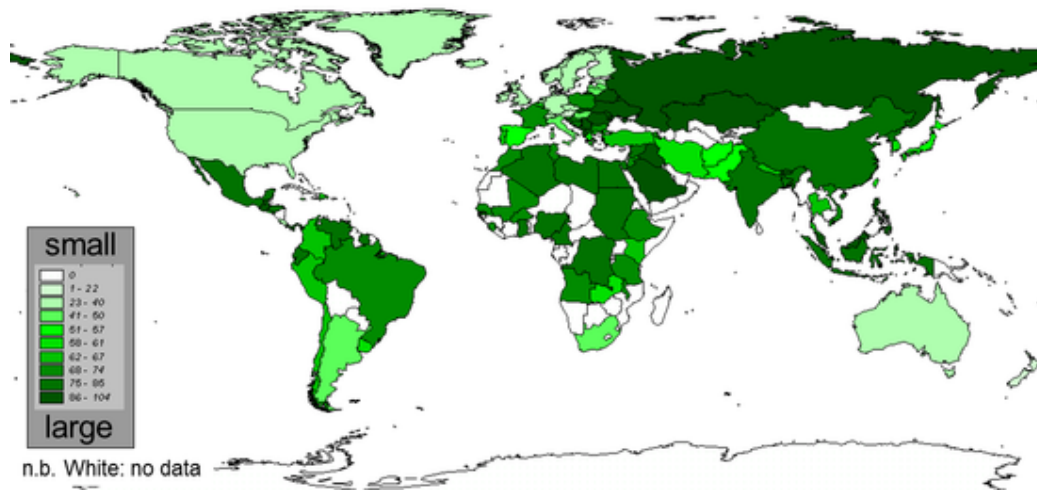 small
0
1 - 22
23 - 40
41 - 50
51 - 57
58 - 61
62 - 67
68 - 74
75 - 85
86 - 104
large
n.b. White: no data